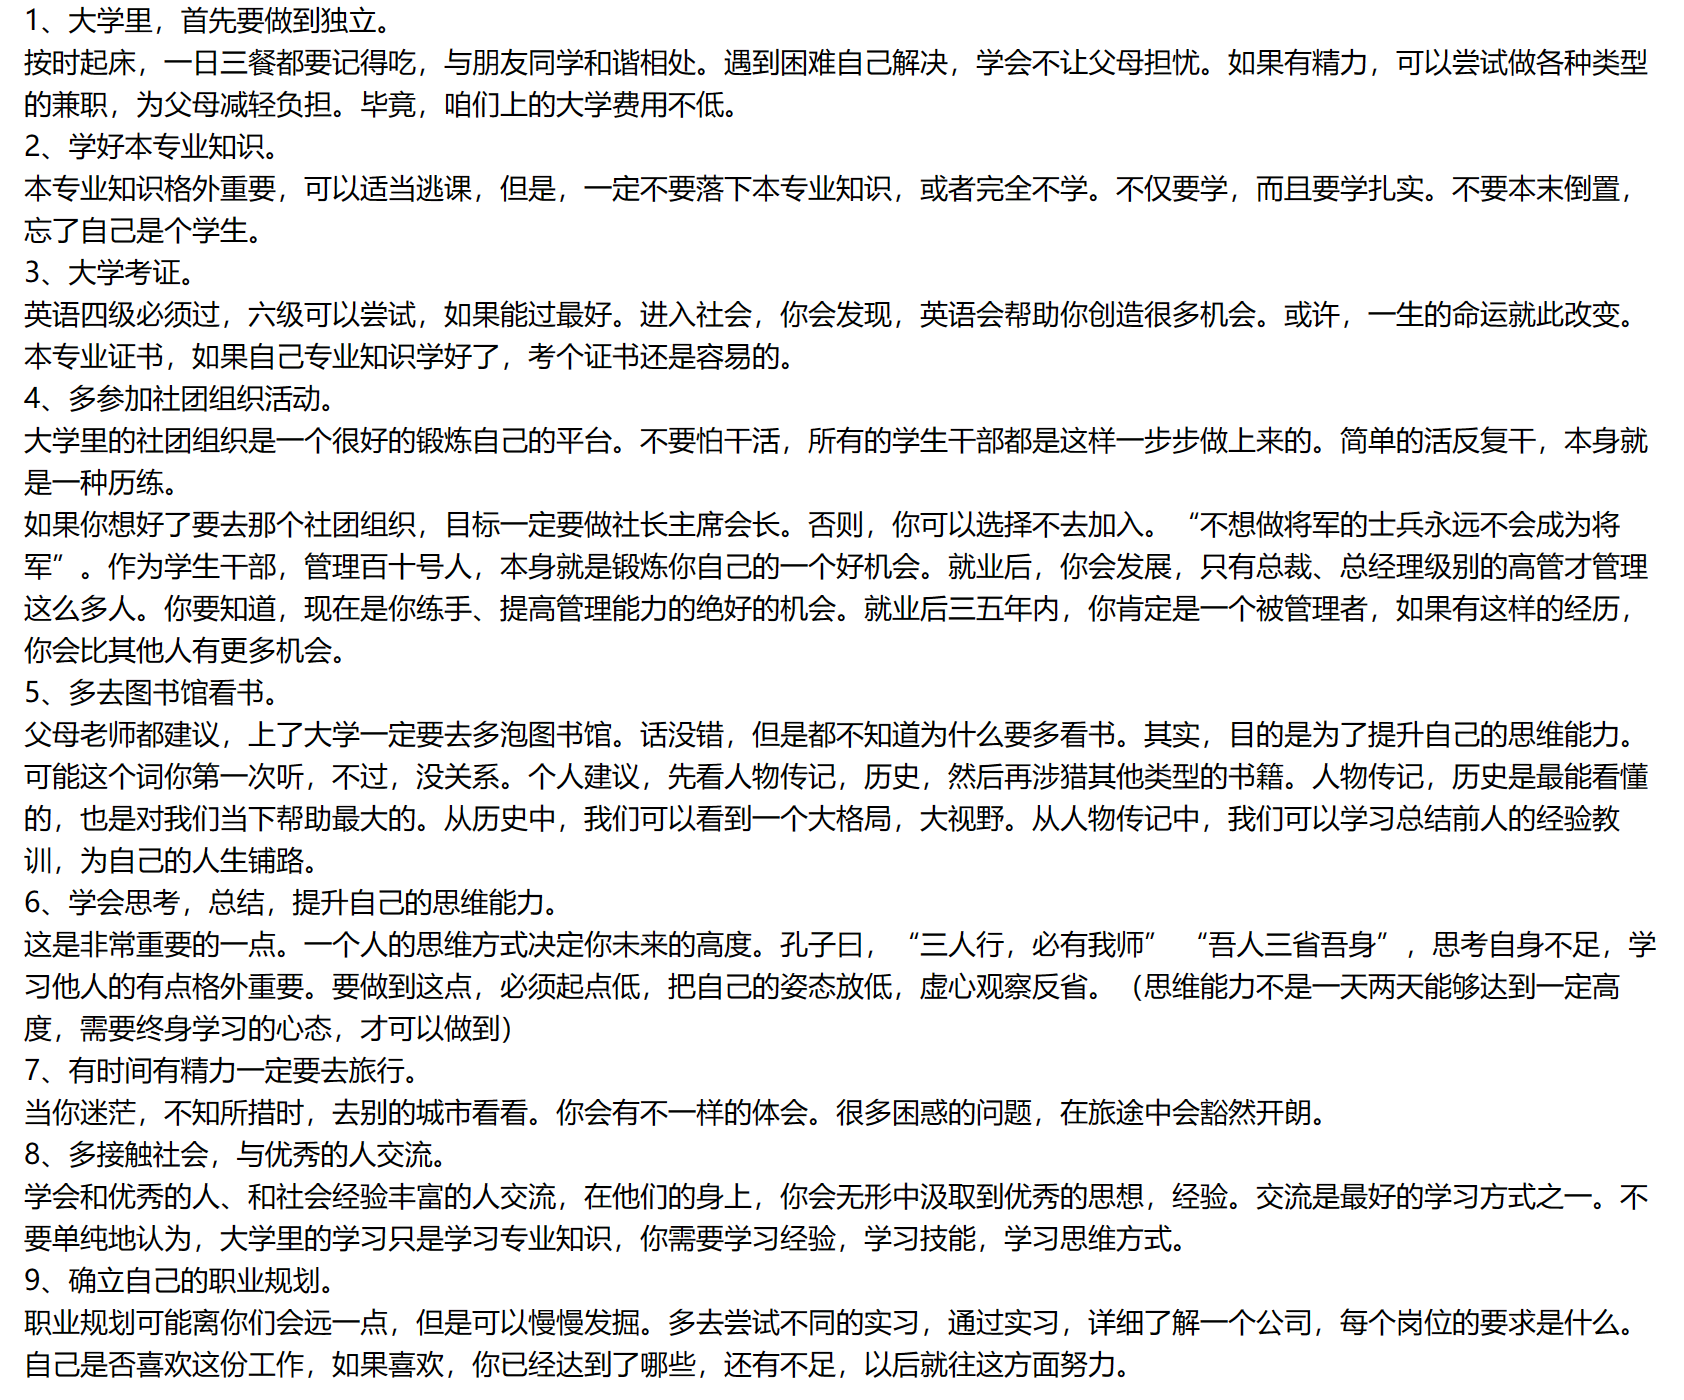 1、大学里，首先要做到独立。
按时起床，一日三餐都要记得吃，与朋友同学和谐相处。遇到困难自己解决，学会不让父母担忧。如果有精力，可以尝试做各种类型
的兼职，为父母减轻负担。毕竟，咱们上的大学费用不低。
2、学好本专业知识。
本专业知识格外重要，可以适当逃课，但是，一定不要落下本专业知识，或者完全不学。不仅要学，而且要学扎实。不要本末倒置，
忘了自己是个学生。
3、大学考证。
英语四级必须过，六级可以尝试，如果能过最好。进入社会，你会发现，英语会帮助你创造很多机会。或许，一生的命运就此改变。
本专业证书，如果自己专业知识学好了，考个证书还是容易的。
4、多参加社团组织活动。
大学里的社团组织是一个很好的锻炼自己的平台。不要怕干活，所有的学生干部都是这样一步步做上来的。简单的活反复干，本身就
是一种历练。
如果你想好了要去那个社团组织，目标一定要做社长主席会长。否则，你可以选择不去加入。“不想做将军的士兵永远不会成为将
军”。作为学生干部，管理百十号人，本身就是锻炼你自己的一个好机会。就业后，你会发展，只有总裁、总经理级别的高管才管理
这么多人。你要知道，现在是你练手、提高管理能力的绝好的机会。就业后三五年内，你肯定是一个被管理者，如果有这样的经历，
你会比其他人有更多机会。
5、多去图书馆看书。
父母老师都建议，上了大学一定要去多泡图书馆。话没错，但是都不知道为什么要多看书。其实，目的是为了提升自己的思维能力。
可能这个词你第一次听，不过，没关系。个人建议，先看人物传记，历史，然后再涉猎其他类型的书籍。人物传记，历史是最能看懂
的，也是对我们当下帮助最大的。从历史中，我们可以看到一个大格局，大视野。从人物传记中，我们可以学习总结前人的经验教
训，为自己的人生铺路。
6、学会思考，总结，提升自己的思维能力。
这是非常重要的一点。一个人的思维方式决定你未来的高度。孔子曰，“三人行，必有我师”“吾人三省吾身”，思考自身不足，学
习他人的有点格外重要。要做到这点，必须起点低，把自己的姿态放低，虚心观察反省。（思维能力不是一天两天能够达到一定高
度，需要终身学习的心态，才可以做到）
7、有时间有精力一定要去旅行。
当你迷茫，不知所措时，去别的城市看看。你会有不一样的体会。很多困惑的问题，在旅途中会豁然开朗。
8、多接触社会，与优秀的人交流。
学会和优秀的人、和社会经验丰富的人交流，在他们的身上，你会无形中汲取到优秀的思想，经验。交流是最好的学习方式之一。不
要单纯地认为，大学里的学习只是学习专业知识，你需要学习经验，学习技能，学习思维方式。
9、确立自己的职业规划。
职业规划可能离你们会远一点，但是可以慢慢发掘。多去尝试不同的实习，通过实习，详细了解一个公司，每个岗位的要求是什么。
自己是否喜欢这份工作，如果喜欢，你已经达到了哪些，还有不足，以后就往这方面努力。